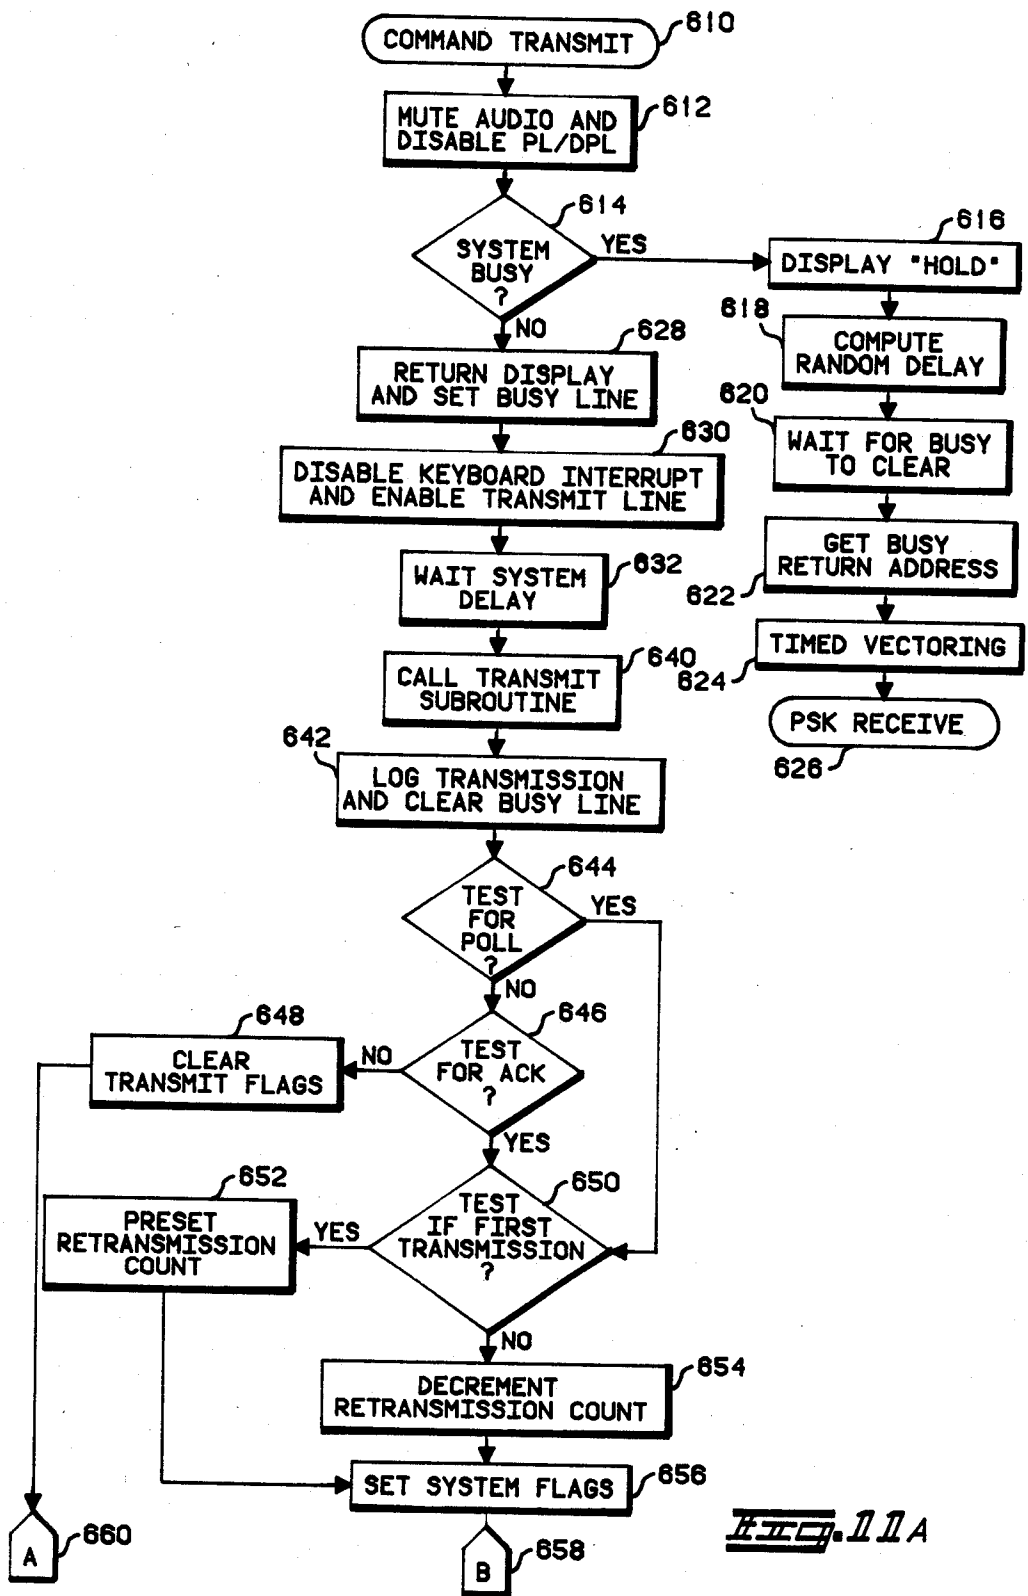 COMMAND TRANSMIT
610
MUTE AUDIO AND
DISABLE PL/DPL
612
SYSTEM
BUSY
?
614
YES
NO
DISPLAY "HOLD"
616
COMPUTE
RANDOM DELAY
618
WAIT FOR BUSY
TO CLEAR
620
GET BUSY
RETURN ADDRESS
622
TIMED VECTORING
624
PSK RECEIVE
626
RETURN DISPLAY
AND SET BUSY LINE
628
DISABLE KEYBOARD INTERRUPT
AND ENABLE TRANSMIT LINE
630
WAIT SYSTEM
DELAY
632
CALL TRANSMIT
SUBROUTINE
640
LOG TRANSMISSION
AND CLEAR BUSY LINE
642
TEST
FOR
POLL
?
644
YES
NO
TEST
FOR ACK
?
646
NO
YES
CLEAR
TRANSMIT FLAGS
648
TEST
IF FIRST
TRANSMISSION
?
650
YES
NO
PRESET
RETRANSMISSION
COUNT
652
DECREMENT
RETRANSMISSION COUNT
654
SET SYSTEM FLAGS
656
A
660
B
658
Fig. 11A